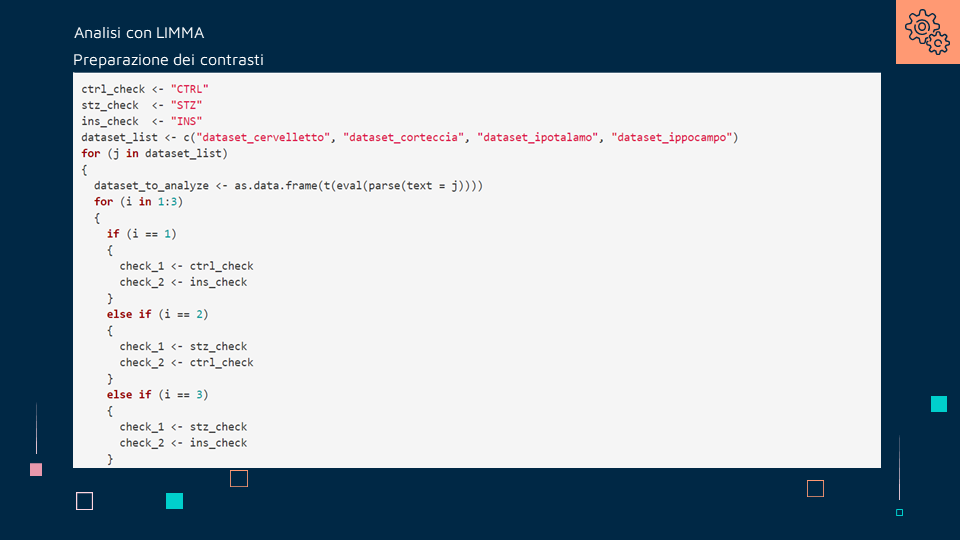 Analisi con LIMMA
Preparazione dei contrasti
ctrl_check <- "CTRL"
stz_check  <- "STZ"
ins_check  <- "INS"
dataset_list <- c("dataset_cervelletto", "dataset_corteccia", "dataset_ipotalamo", "dataset_ippocampo")
for (j in dataset_list)
{
  dataset_to_analyze <- as.data.frame(t(eval(parse(text = j))))
  for (i in 1:3)
  {
    if (i == 1)
    {
      check_1 <- ctrl_check
      check_2 <- ins_check
    }
    else if (i == 2)
    {
      check_1 <- stz_check
      check_2 <- ctrl_check
    }
    else if (i == 3)
    {
      check_1 <- stz_check
      check_2 <- ins_check
    }